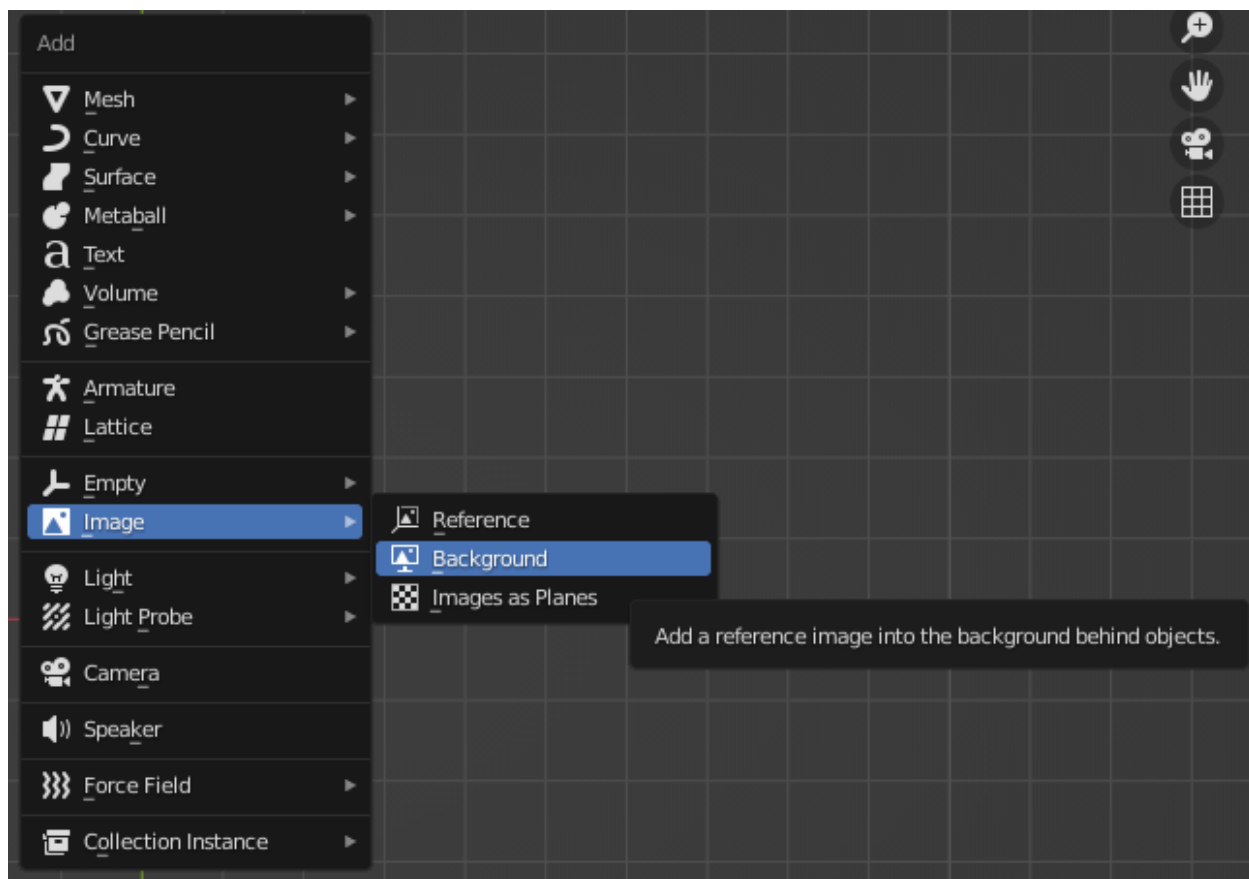 Add
Mesh
Curve
Surface
Metaball
Text
Volume
Grease Pencil
Armature
Lattice
Empty
Image
Reference
Background
Images as Planes
Add a reference image into the background behind objects.
Light
Light Probe
Camera
Speaker
Force Field
Collection Instance